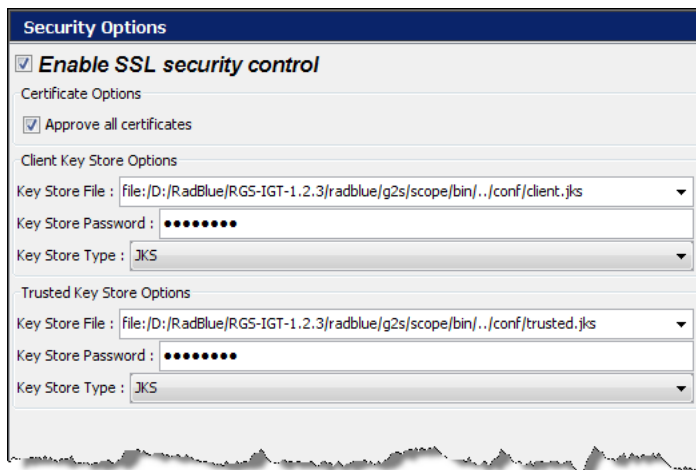 Security Options
Enable SSL security control
Certificate Options
Approve all certificates
Client Key Store Options
Key Store File : file:/D:/RadBlue/RGS-IGT-1.2.3/radblue/g2s/scope/bin/../conf/client.jks
Key Store Password : ●●●●●●●●
Key Store Type : JKS
Trusted Key Store Options
Key Store File : file:/D:/RadBlue/RGS-IGT-1.2.3/radblue/g2s/scope/bin/../conf/trusted.jks
Key Store Password : ●●●●●●●●
Key Store Type : JKS